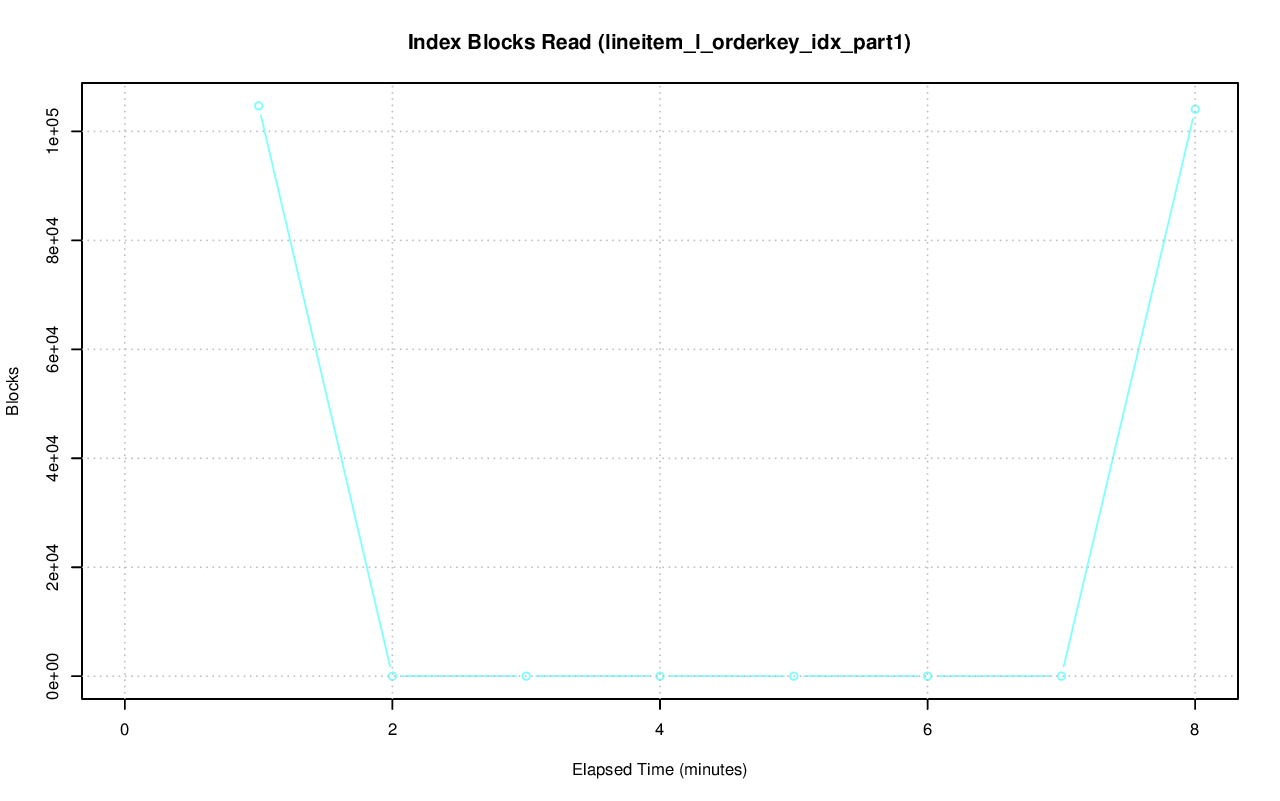 Index Blocks Read (lineitem_l_orderkey_idx_part1)
1e+05
8e+04
6e+04
4e+04
2e+04
0e+00
Blocks
0 2 4 6 8
Elapsed Time (minutes)